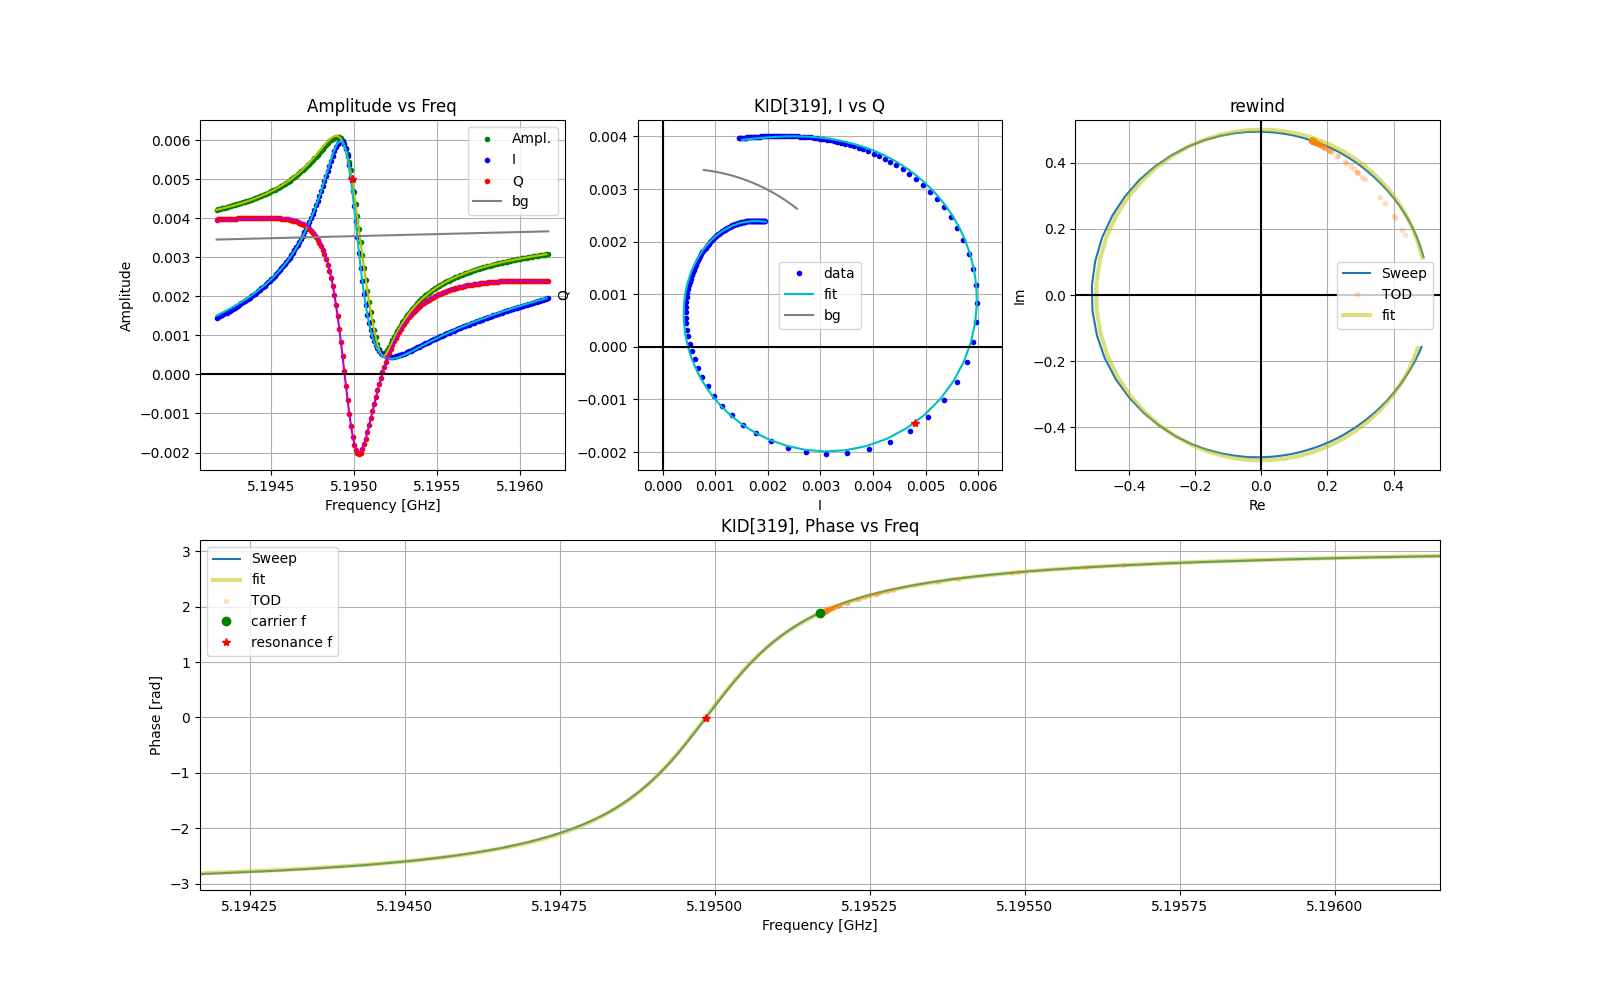 Amplitude vs Freq
Amplitude
0.006
0.005
0.004
0.003
0.002
0.001
0.000
−0.001
−0.002
Ampl.
I
Q
bg
5.1945
5.1950
5.1955
5.1960
Frequency [GHz]
KID[319], I vs Q
Q
0.004
0.003
0.002
0.001
0.000
−0.001
−0.002
data
fit
bg
0.000
0.001
0.002
0.003
0.004
0.005
0.006
I
rewind
Im
0.4
0.2
0.0
−0.2
−0.4
Sweep
TOD
fit
−0.4
−0.2
0.0
0.2
0.4
Re
KID[319], Phase vs Freq
Phase [rad]
3
2
1
0
−1
−2
−3
Sweep
fit
TOD
carrier f
resonance f
5.19425
5.19450
5.19475
5.19500
5.19525
5.19550
5.19575
5.19600
Frequency [GHz]